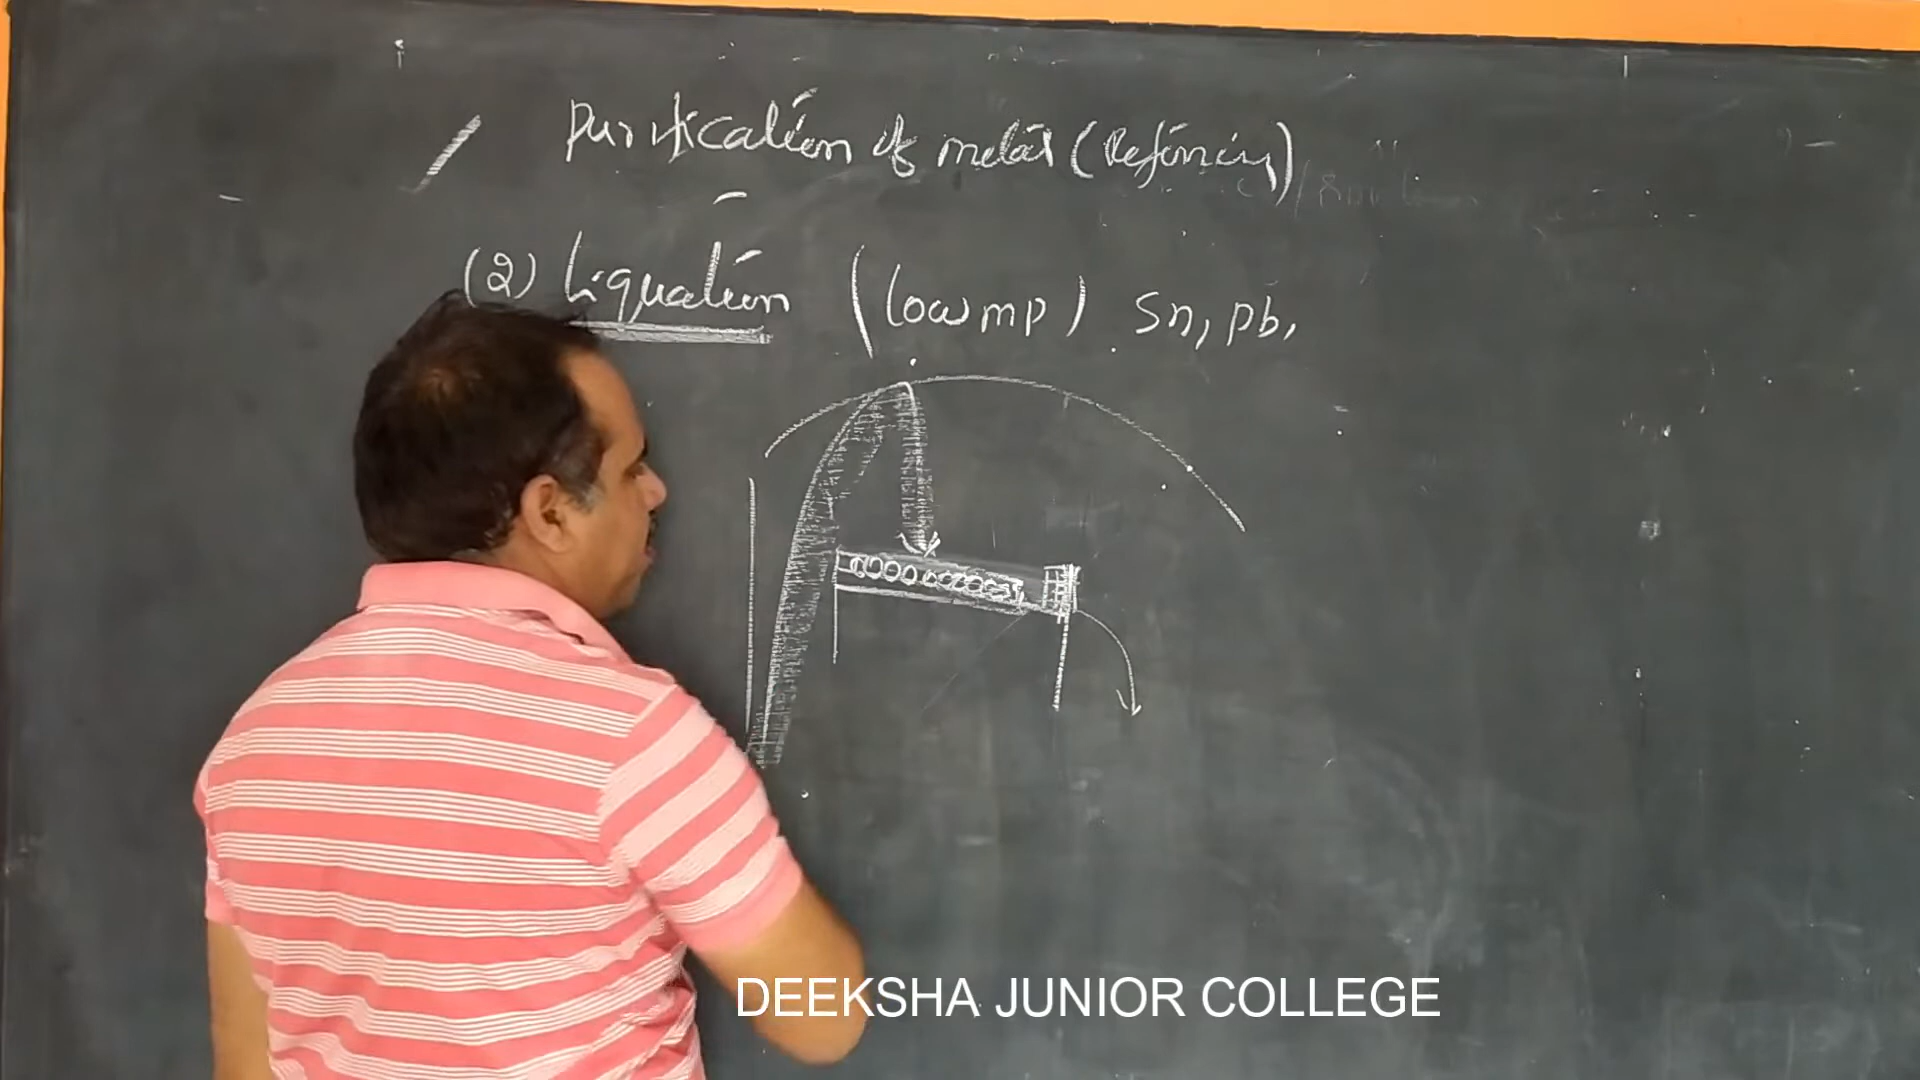 Purification of metal (Refining)
(2) Liquation (low mp) Sn, Pb,
DEEKSHA JUNIOR COLLEGE